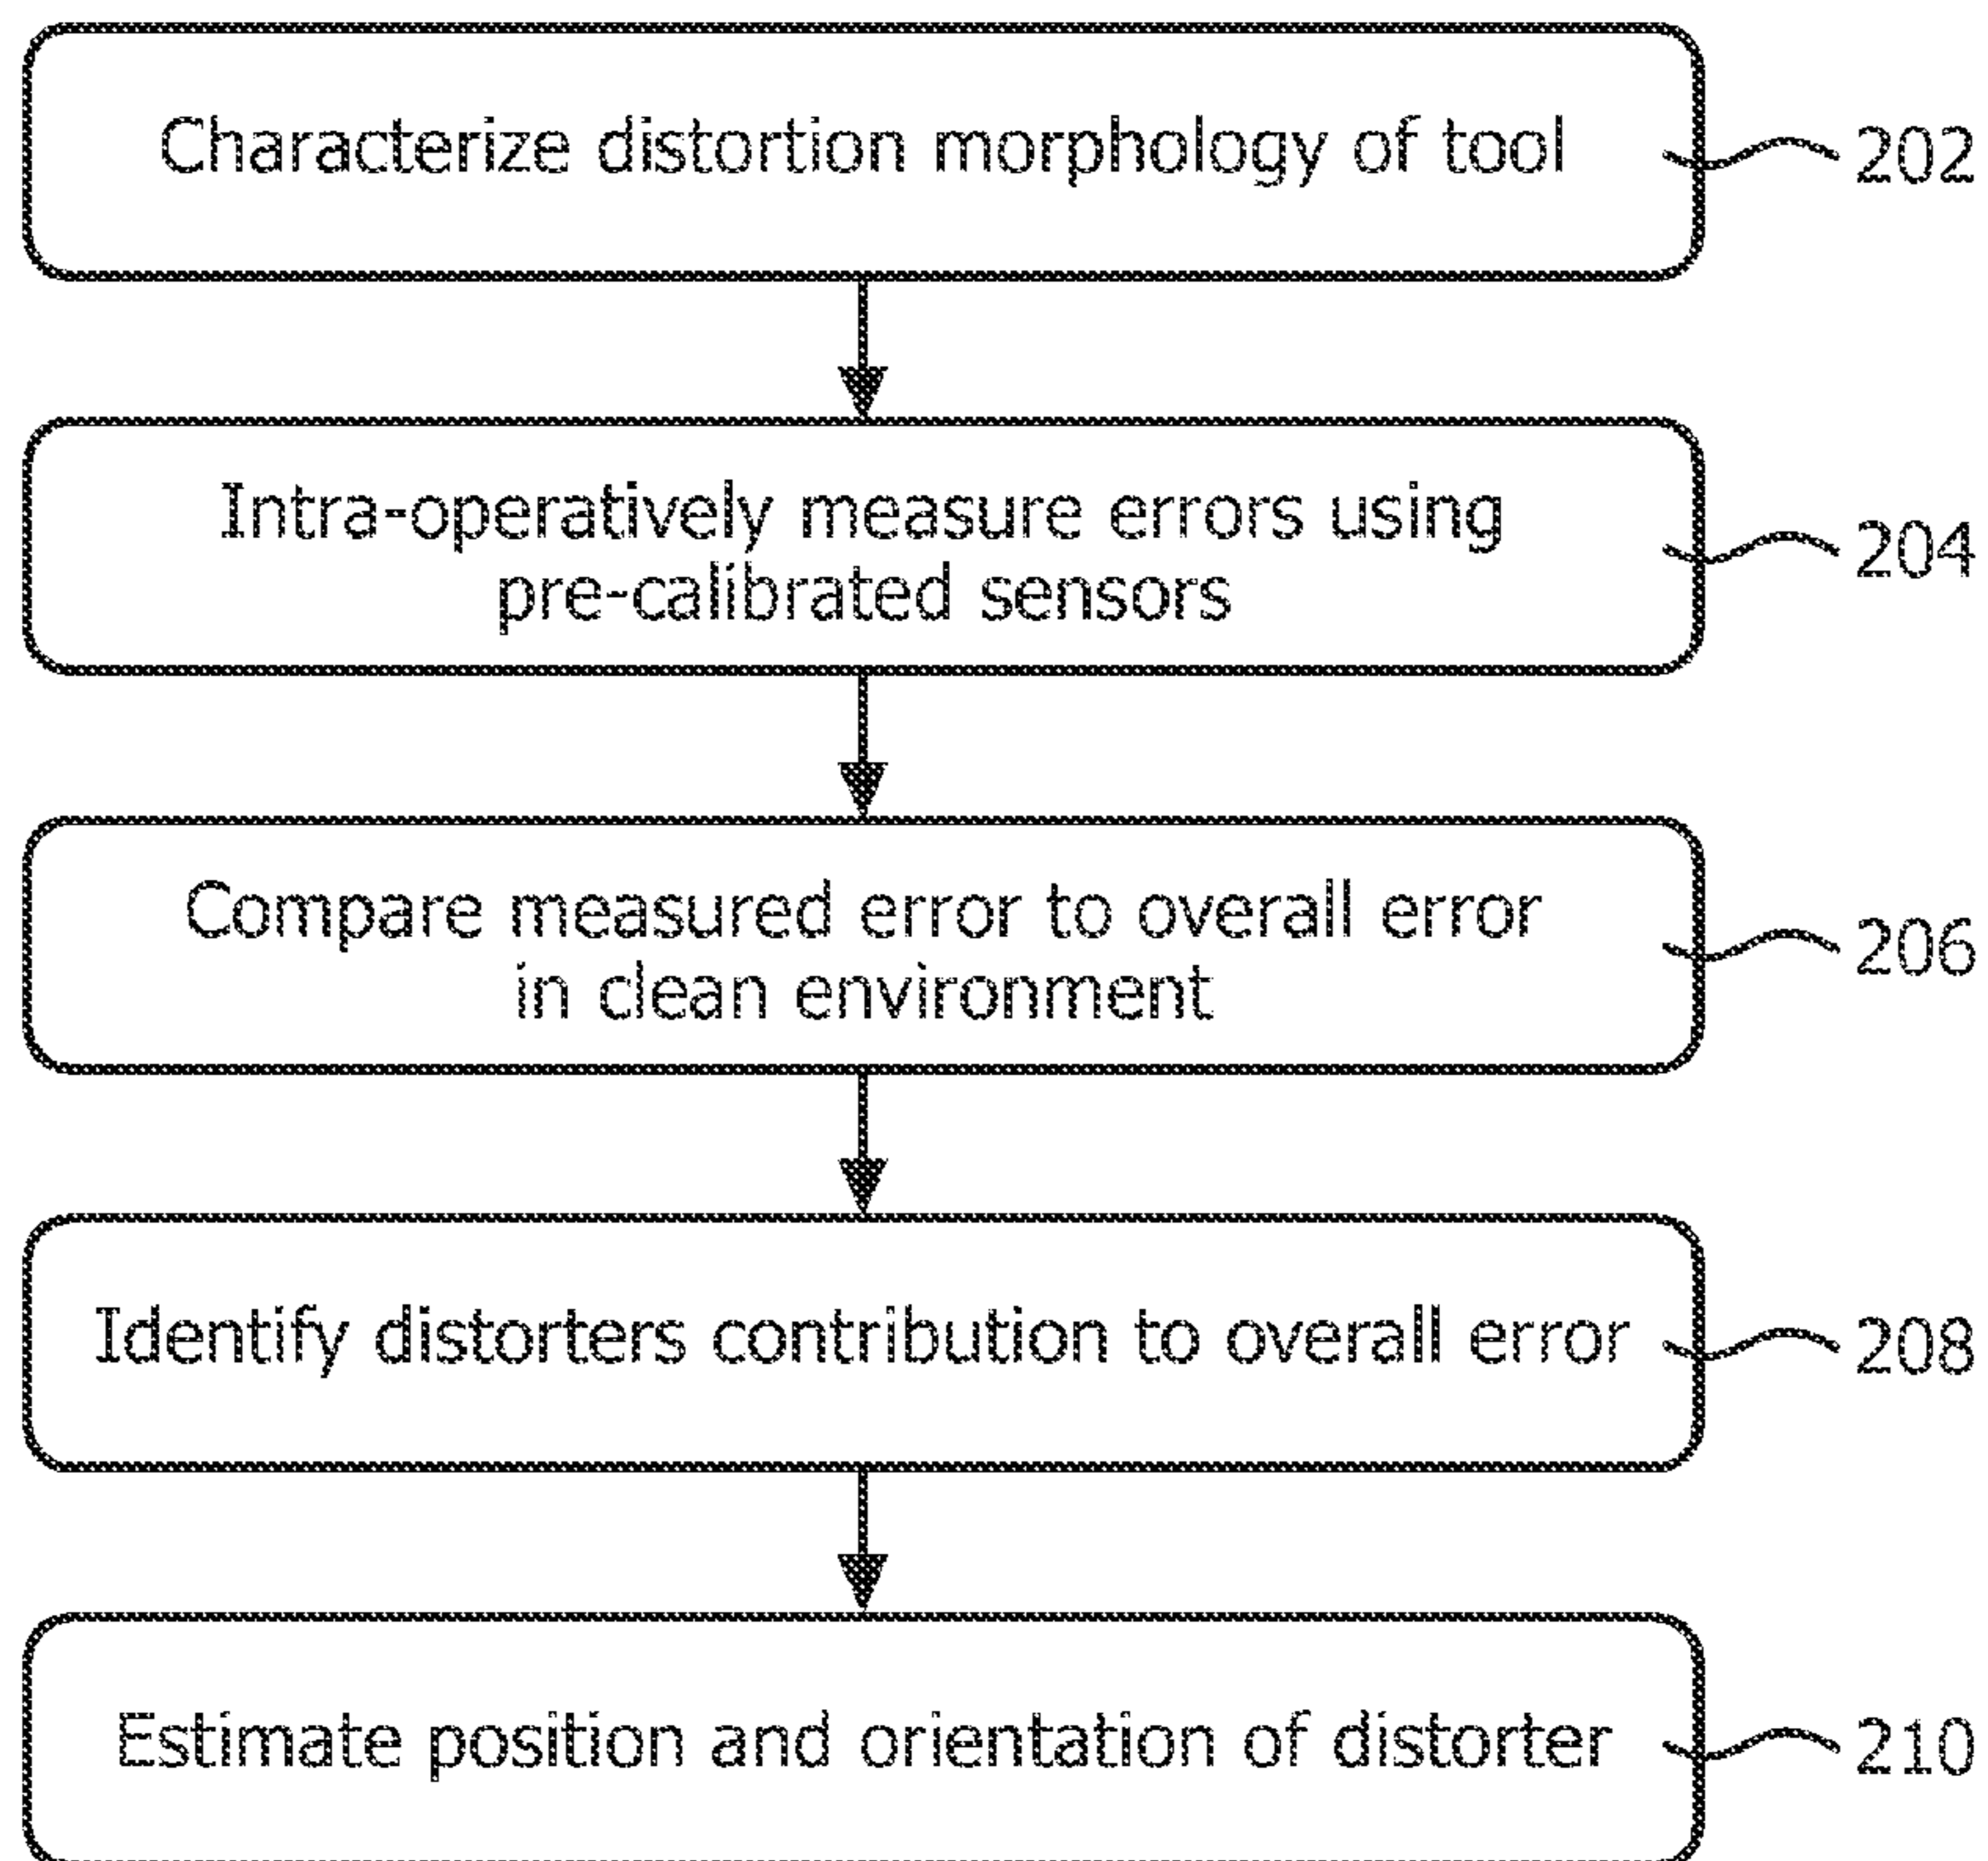 Characterize distortion morphology of tool
202
Intra-operatively measure errors using
pre-calibrated sensors
204
Compare measured error to overall error
in clean environment
206
Identify distorters contribution to overall error
208
Estimate position and orientation of distorter
210